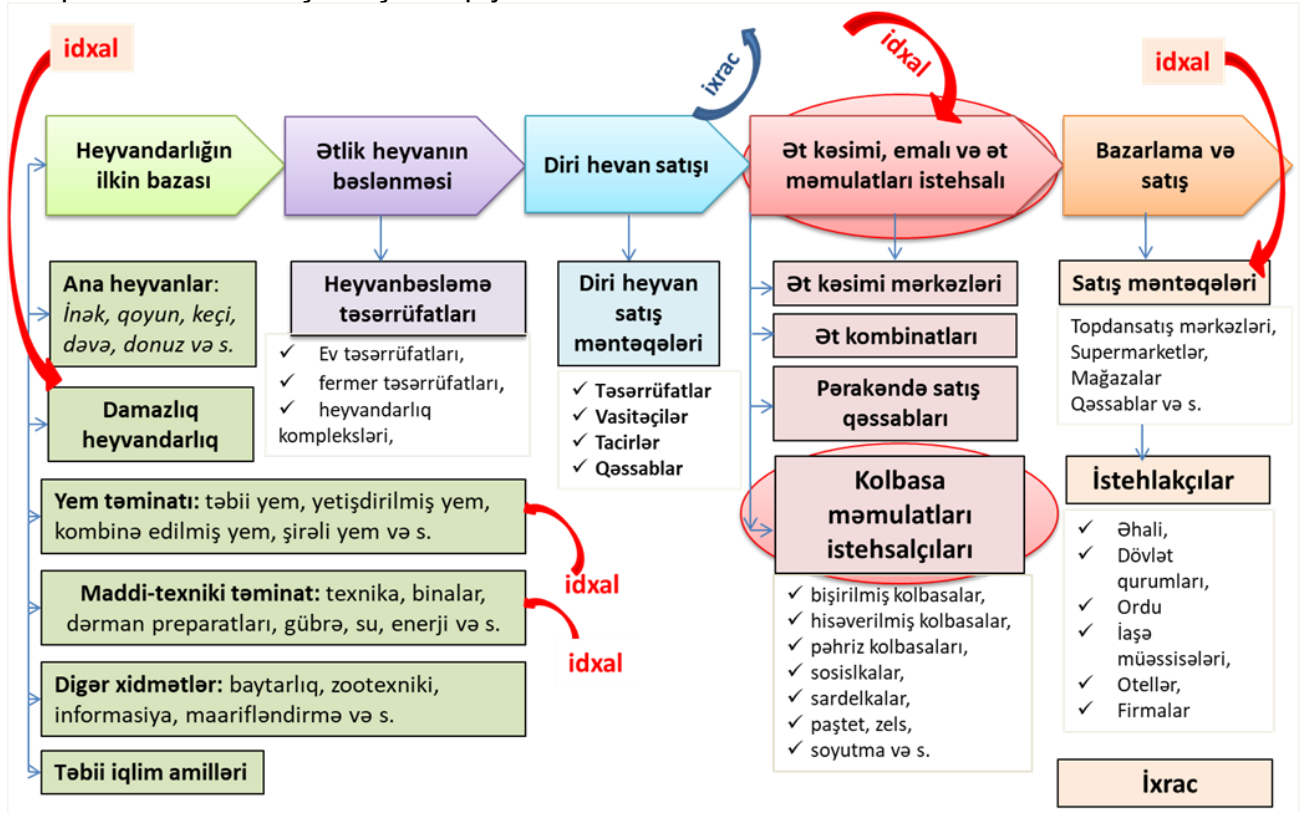 idxal
ixrac
idxal
idxal
Heyvandarlığın
ilkin bazası
Ətlik heyvanın
bəslənməsi
Diri hevan satışı
Ət kəsimi, emalı və ət
məmulatları istehsalı
Bazarlama və
satış
Ana heyvanlar:
İnək, qoyun, keçi,
dəvə, donuz və s.
Damazlıq
heyvandarlıq
Yem təminatı: təbii yem, yetişdirilmiş yem,
kombinə edilmiş yem, şirəli yem və s.
idxal
Maddi-texniki təminat: texnika, binalar,
dərman preparatları, gübrə, su, enerji və s.
idxal
Digər xidmətlər: baytarlıq, zootexniki,
informasiya, maarifləndirmə və s.
Təbii iqlim amilləri
Heyvanbəsləmə
təsərrüfatları
✓ Ev təsərrüfatları,
✓ fermer təsərrüfatları,
✓ heyvandarlıq
kompleksləri,
Diri heyvan
satış
məntəqələri
✓ Təsərrüfatlar
✓ Vasitəçilər
✓ Tacirlər
✓ Qəssablar
Ət kəsimi mərkəzləri
Ət kombinatları
Pərakəndə satış
qəssabları
Kolbasa
məmulatları
istehsalçıları
✓ bişirilmiş kolbasalar,
✓ hisəverilmiş kolbasalar,
✓ pəhriz kolbasaları,
✓ sosislkalar,
✓ sardelkalar,
✓ paştet, zels,
✓ soyutma və s.
Satış məntəqələri
Topdansatış mərkəzləri,
Supermarketlər,
Mağazalar
Qəssablar və s.
İstehlakçılar
✓ Əhali,
✓ Dövlət
qurumları,
✓ Ordu
✓ İaşə
müəssisələri,
✓ Otellər,
✓ Firmalar
İxrac